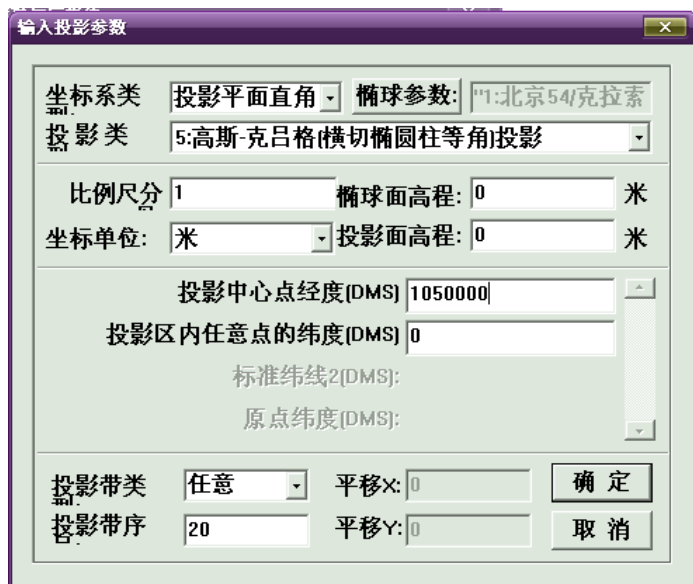 输入投影参数
坐标系类 投影平面直角 椭球参数: "1:北京54/克拉索
投影类 5:高斯-克吕格(横切椭圆柱等角)投影
比例尺分 1 椭球面高程: 0 米
坐标单位: 米 投影面高程: 0 米
投影中心点经度(DMS) 1050000
投影区内任意点的纬度(DMS) 0
标准纬线2(DMS):
原点纬度(DMS):
投影带类 任意 平移X: 0 确定
投影带序 20 平移Y: 0 取消